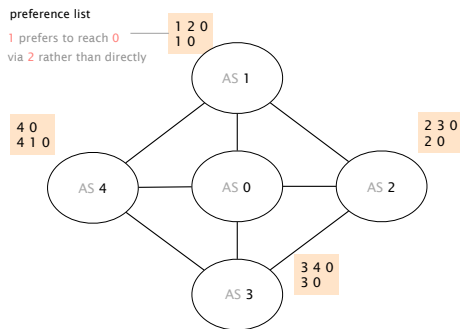 preference list
1 prefers to reach 0
via 2 rather than directly
1 2 0
1 0
AS 1
4 0
4 1 0
2 3 0
2 0
AS 4
AS 0
AS 2
3 4 0
3 0
AS 3